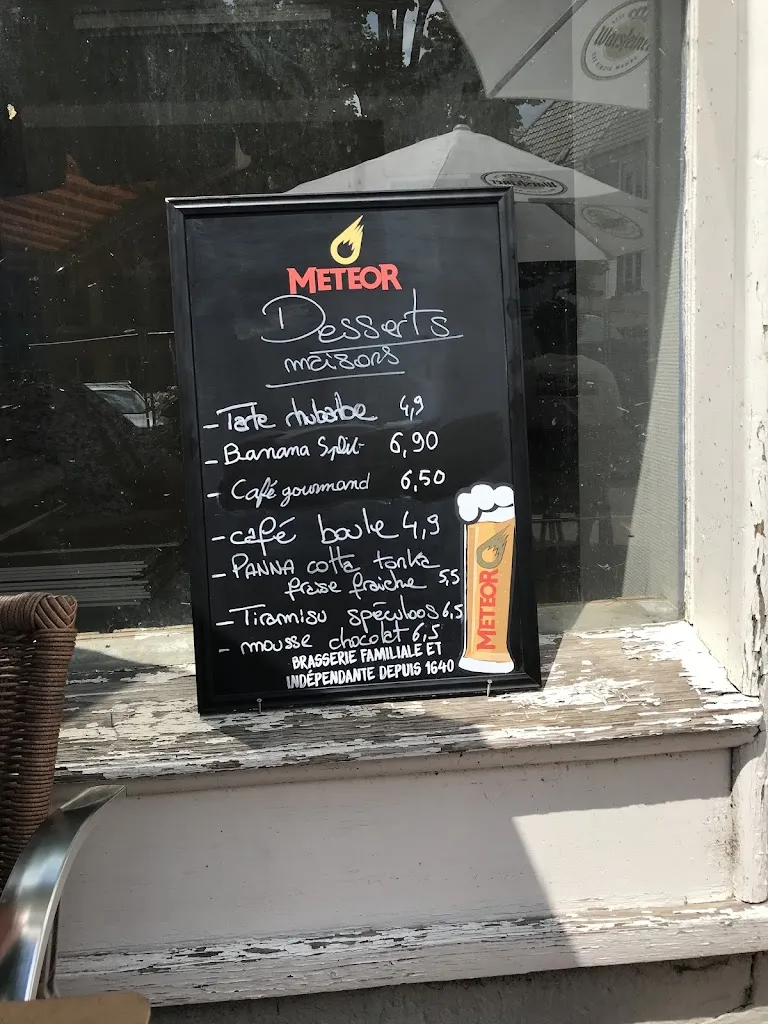 Warsteiner
METEOR
Desserts
maisons
- Tarte rhubarbe 4,9
- Banana Split 6,90
- Café gourmand 6,50
- café boule 4,9
- PANNA cotta tonka
fraise fraiche 5,5
- Tiramisu spéculoos 6,5
- mousse chocolat 6,5
METEOR
BRASSERIE FAMILIALE ET
INDÉPENDANTE DEPUIS 1640